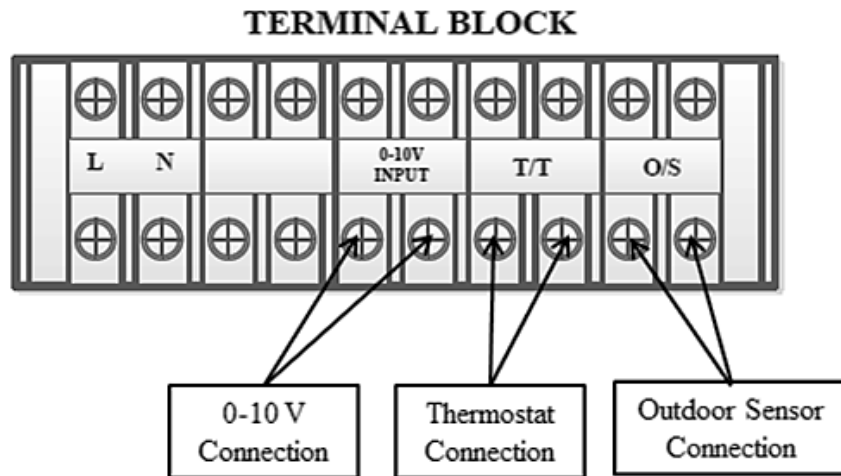 TERMINAL BLOCK
L N
0-10V
INPUT
T/T
O/S
0-10 V
Connection
Thermostat
Connection
Outdoor Sensor
Connection